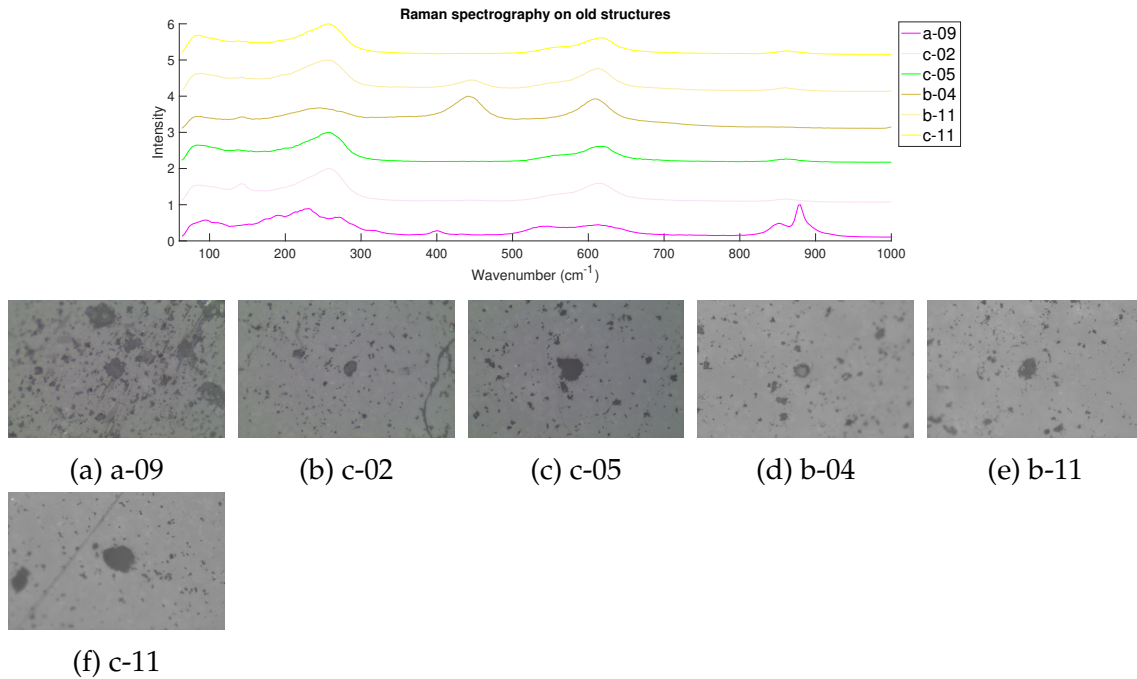 Raman spectrography on old structures
6
5
4
3
2
1
0
Intensity
100 200 300 400 500 600 700 800 900 1000
Wavenumber (cm-1)
a-09
c-02
c-05
b-04
b-11
c-11
(a) a-09 (b) c-02 (c) c-05 (d) b-04 (e) b-11
(f) c-11